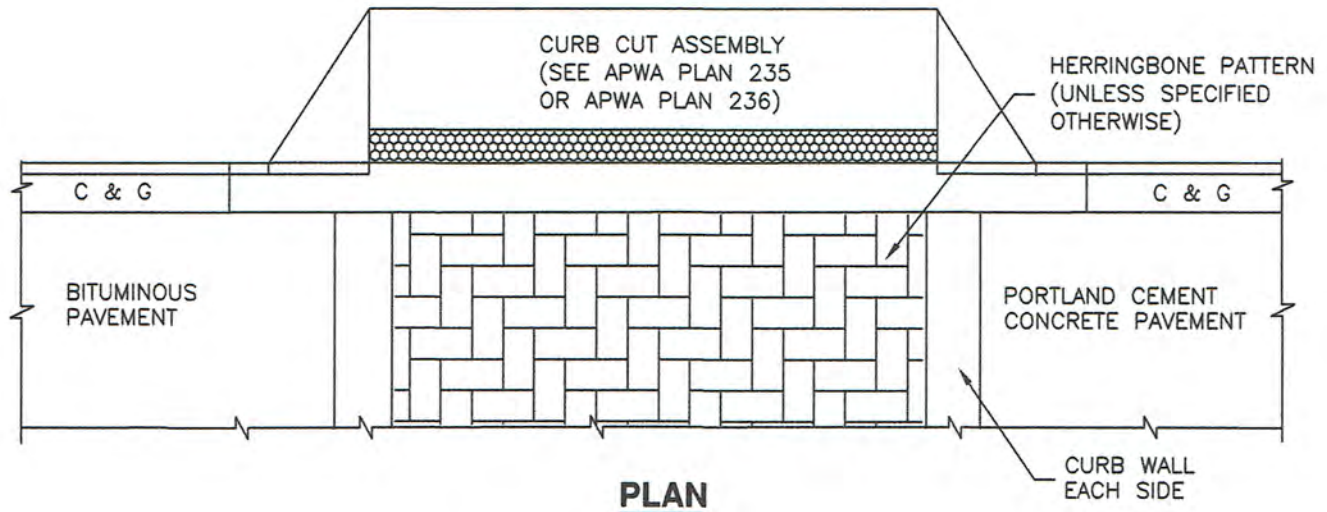 CURB CUT ASSEMBLY
(SEE APWA PLAN 235
OR APWA PLAN 236)
HERRINGBONE PATTERN
(UNLESS SPECIFIED
OTHERWISE)
C & G
C & G
BITUMINOUS
PAVEMENT
PORTLAND CEMENT
CONCRETE PAVEMENT
CURB WALL
EACH SIDE
PLAN